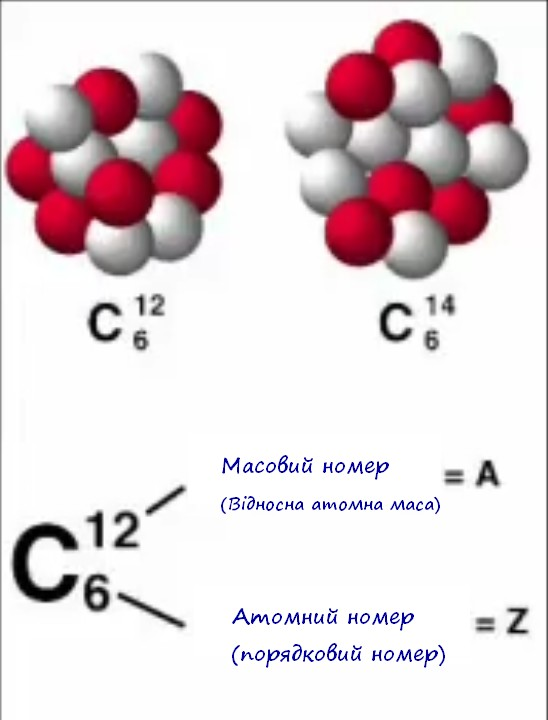 C 12 6
C 14 6
C 12 6
Масовий номер
(Відносна атомна маса)
= A
Атомний номер
(порядковий номер)
= Z